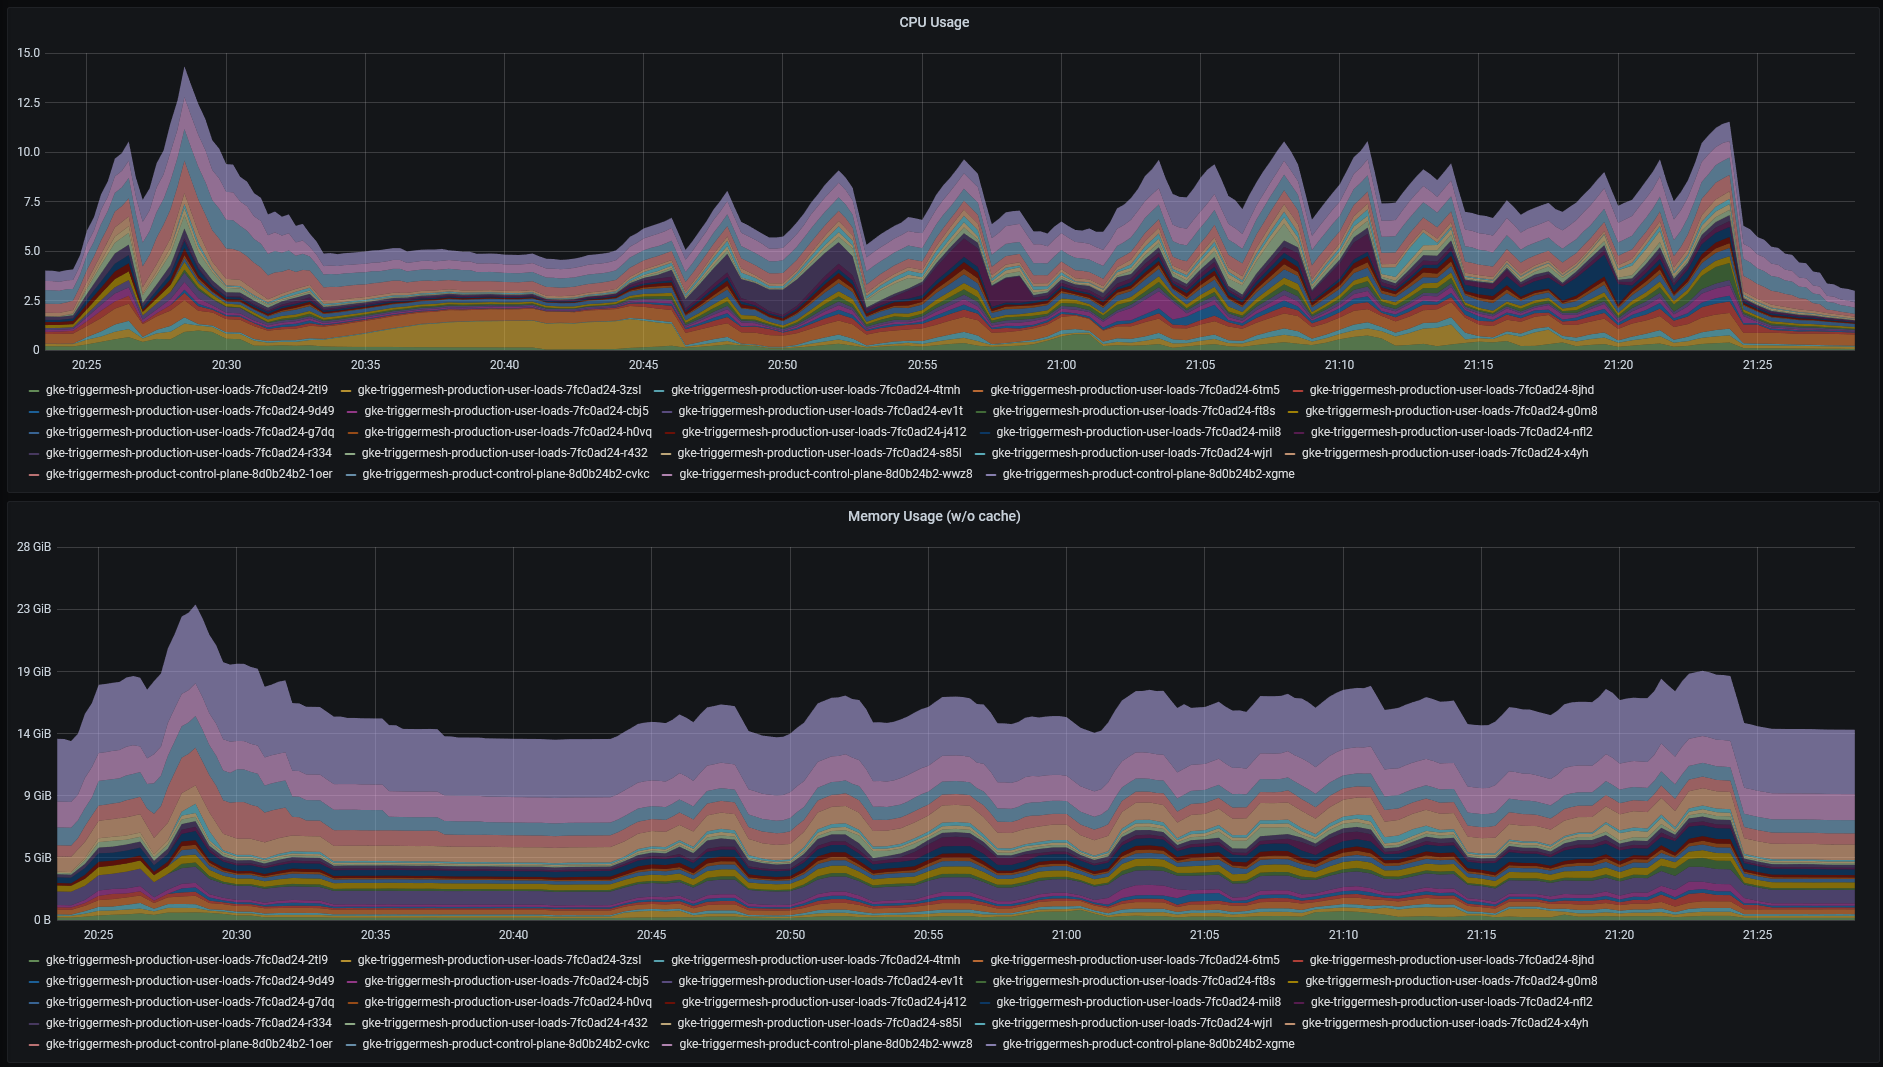 CPU Usage
15.0
12.5
10.0
7.5
5.0
2.5
0
20:25 20:30 20:35 20:40 20:45 20:50 20:55 21:00 21:05 21:10 21:15 21:20 21:25
gke-triggermesh-production-user-loads-7fc0ad24-2tl9 gke-triggermesh-production-user-loads-7fc0ad24-3zsl gke-triggermesh-production-user-loads-7fc0ad24-4tmh gke-triggermesh-production-user-loads-7fc0ad24-6tm5 gke-triggermesh-production-user-loads-7fc0ad24-8jhd
gke-triggermesh-production-user-loads-7fc0ad24-9d49 gke-triggermesh-production-user-loads-7fc0ad24-cbj5 gke-triggermesh-production-user-loads-7fc0ad24-ev1t gke-triggermesh-production-user-loads-7fc0ad24-ft8s gke-triggermesh-production-user-loads-7fc0ad24-g0m8
gke-triggermesh-production-user-loads-7fc0ad24-g7dq gke-triggermesh-production-user-loads-7fc0ad24-h0vq gke-triggermesh-production-user-loads-7fc0ad24-j412 gke-triggermesh-production-user-loads-7fc0ad24-mil8 gke-triggermesh-production-user-loads-7fc0ad24-nfl2
gke-triggermesh-production-user-loads-7fc0ad24-r334 gke-triggermesh-production-user-loads-7fc0ad24-r432 gke-triggermesh-production-user-loads-7fc0ad24-s85l gke-triggermesh-production-user-loads-7fc0ad24-wjrl gke-triggermesh-production-user-loads-7fc0ad24-x4yh
gke-triggermesh-product-control-plane-8d0b24b2-1oer gke-triggermesh-product-control-plane-8d0b24b2-cvkc gke-triggermesh-product-control-plane-8d0b24b2-wwz8 gke-triggermesh-product-control-plane-8d0b24b2-xgme
Memory Usage (w/o cache)
28 GiB
23 GiB
19 GiB
14 GiB
9 GiB
5 GiB
0 B
20:25 20:30 20:35 20:40 20:45 20:50 20:55 21:00 21:05 21:10 21:15 21:20 21:25
gke-triggermesh-production-user-loads-7fc0ad24-2tl9 gke-triggermesh-production-user-loads-7fc0ad24-3zsl gke-triggermesh-production-user-loads-7fc0ad24-4tmh gke-triggermesh-production-user-loads-7fc0ad24-6tm5 gke-triggermesh-production-user-loads-7fc0ad24-8jhd
gke-triggermesh-production-user-loads-7fc0ad24-9d49 gke-triggermesh-production-user-loads-7fc0ad24-cbj5 gke-triggermesh-production-user-loads-7fc0ad24-ev1t gke-triggermesh-production-user-loads-7fc0ad24-ft8s gke-triggermesh-production-user-loads-7fc0ad24-g0m8
gke-triggermesh-production-user-loads-7fc0ad24-g7dq gke-triggermesh-production-user-loads-7fc0ad24-h0vq gke-triggermesh-production-user-loads-7fc0ad24-j412 gke-triggermesh-production-user-loads-7fc0ad24-mil8 gke-triggermesh-production-user-loads-7fc0ad24-nfl2
gke-triggermesh-production-user-loads-7fc0ad24-r334 gke-triggermesh-production-user-loads-7fc0ad24-r432 gke-triggermesh-production-user-loads-7fc0ad24-s85l gke-triggermesh-production-user-loads-7fc0ad24-wjrl gke-triggermesh-production-user-loads-7fc0ad24-x4yh
gke-triggermesh-product-control-plane-8d0b24b2-1oer gke-triggermesh-product-control-plane-8d0b24b2-cvkc gke-triggermesh-product-control-plane-8d0b24b2-wwz8 gke-triggermesh-product-control-plane-8d0b24b2-xgme